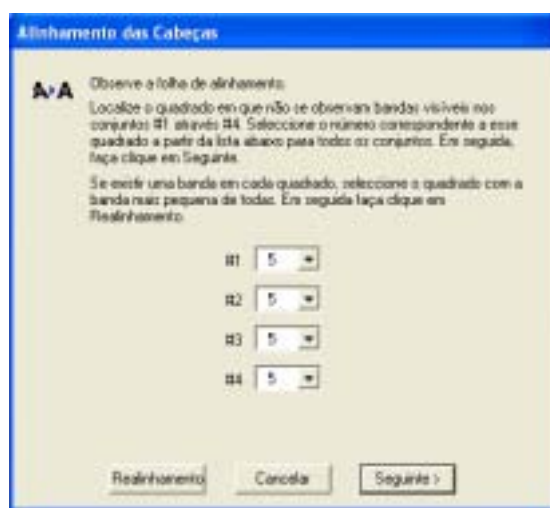 Alinhamento das Cabeças
A A
Observe a folha de alinhamento.
Localize o quadrado em que não se observam bandas visíveis nos
conjuntos #1 através #4. Seleccione o número correspondente a esse
quadrado a partir da lista abaixo para todos os conjuntos. Em seguida,
faça clique em Seguinte.
Se existir uma banda em cada quadrado, seleccione o quadrado com a
banda mais pequena de todas. Em seguida faça clique em
Realinhamento.
#1 5
#2 5
#3 5
#4 5
Realinhamento Cancelar Seguinte >